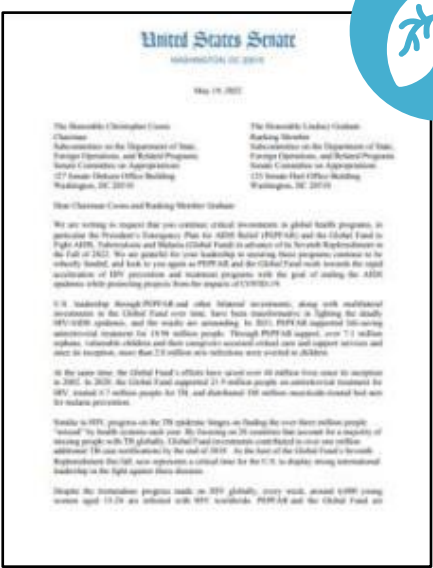 United States Senate
WASHINGTON, DC 20510
May 19, 2022
The Honorable Christopher Coons
The Honorable Lindsey Graham
Chairman
Ranking Member
Subcommittee on the Department of State,
Subcommittee on the Department of State,
Foreign Operations, and Related Programs
Foreign Operations, and Related Programs
Senate Committee on Appropriations
Senate Committee on Appropriations
127 Senate Dirksen Office Building
Senate Hart Office Building
Washington, DC 20510
Washington, DC 20510
Dear Chairman Coons and Ranking Member Graham:
We are writing to request that you continue critical investments in global health programs, in
particular the President's Emergency Plan for AIDS Relief (PEPFAR) and the Global Fund to
Fight AIDS, Tuberculosis and Malaria (Global Fund) in advance of its Seventh Replenishment in
the fall of 2022. We are grateful for your leadership in ensuring these programs continue to be
robustly funded, and look to you again as PEPFAR and the Global Fund work towards the rapid
acceleration of HIV prevention and treatment programs with the goal of ending the AIDS
epidemic while protecting progress from the impacts of COVID-19.
U.S. leadership through PEPFAR and other bilateral investments, along with multilateral
investments in the Global Fund over time, have been transformative in fighting the deadly
HIV/AIDS epidemic, and the results are astounding. In 2021, PEPFAR supported life-saving
antiretroviral treatment for million people. Through PEPFAR support, over 7.1 million
orphans, vulnerable children and their caregivers accessed critical care and support services and
since its inception, more than 2.8 million new infections were averted in children.
At the same time, the Global Fund's efforts have saved over 44 million lives since its inception
in 2002. In 2020, the Global Fund supported 21.9 million people on antiretroviral treatment for
HIV, treated 4.7 million people for TB, and distributed 188 million insecticide-treated bed nets
for malaria prevention.
Similar to HIV, progress on the TB epidemic hinges on finding the over three million people
"missed" by health systems each year. By focusing on 20 countries that account for a majority of
missing people with TB globally, Global Fund investments contributed to over one million
additional TB case notifications by the end of 2019. As the host of the Global Fund's Seventh
Replenishment this fall, now represents a critical time for the U.S. to display strong international
leadership in the fight against these diseases.
Despite the tremendous progress made on HIV globally, every week, around young
women aged 15-24 are infected with HIV worldwide. PEPFAR and the Global Fund are